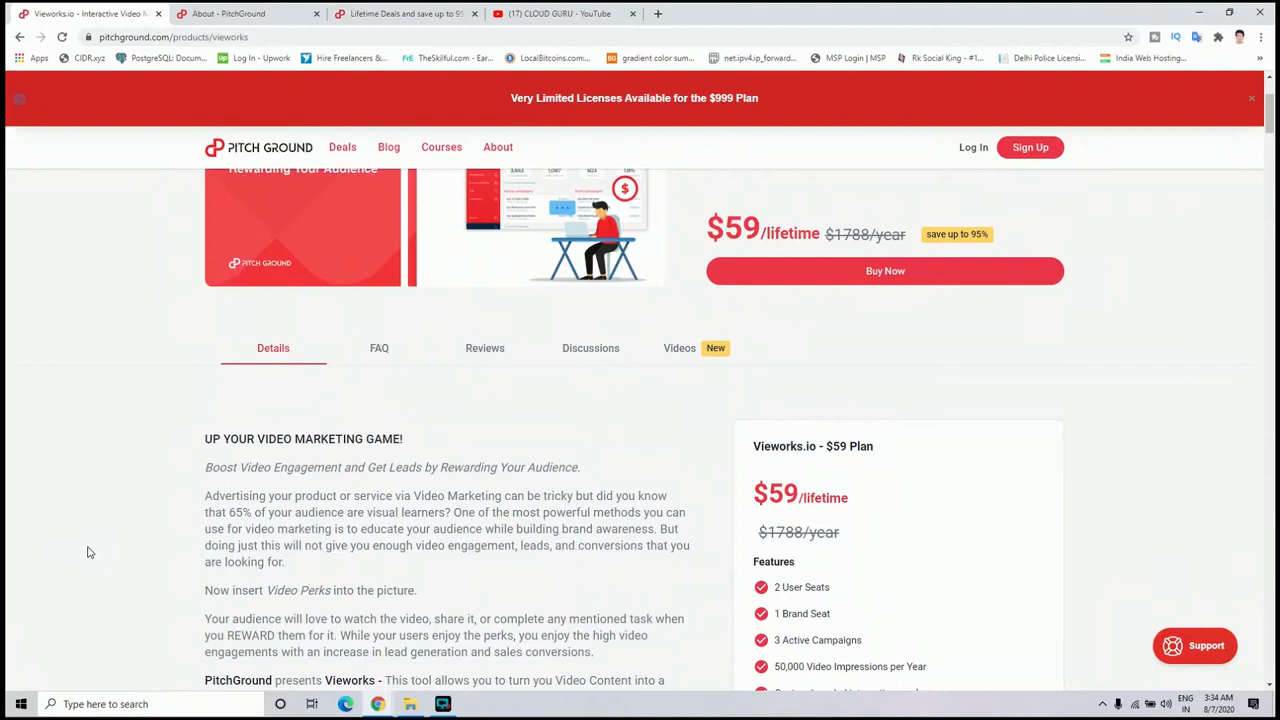 Vieworks.io - Interactive Video M
About - PitchGround
Lifetime Deals and save up to 95
(17) CLOUD GURU - YouTube
pitchground.com/products/vieworks
Apps
CIDR.xyz
PostgreSQL: Docum...
Log In - Upwork
Hire Freelancers &...
TheSkilful.com - Ear...
LocalBitcoins.com:...
gradient color sum...
net.ipv4.ip_forward...
MSP Login | MSP
Rk Social King - #1...
Delhi Police Licensi...
India Web Hosting...
Very Limited Licenses Available for the $999 Plan
PITCH GROUND
Deals
Blog
Courses
About
Log In
Sign Up
Rewarding Your Audience
PITCH GROUND
$59/lifetime $1788/year save up to 95%
Buy Now
Details
FAQ
Reviews
Discussions
Videos New
UP YOUR VIDEO MARKETING GAME!
Boost Video Engagement and Get Leads by Rewarding Your Audience.
Advertising your product or service via Video Marketing can be tricky but did you know
that 65% of your audience are visual learners? One of the most powerful methods you can
use for video marketing is to educate your audience while building brand awareness. But
doing just this will not give you enough video engagement, leads, and conversions that you
are looking for.
Now insert Video Perks into the picture.
Your audience will love to watch the video, share it, or complete any mentioned task when
you REWARD them for it. While your users enjoy the perks, you enjoy the high video
engagements with an increase in lead generation and sales conversions.
PitchGround presents Vieworks - This tool allows you to turn you Video Content into a
Vieworks.io - $59 Plan
$59/lifetime
$1788/year
Features
2 User Seats
1 Brand Seat
3 Active Campaigns
50,000 Video Impressions per Year
Support
Type here to search
ENG
IN
3:34 AM
8/7/2020